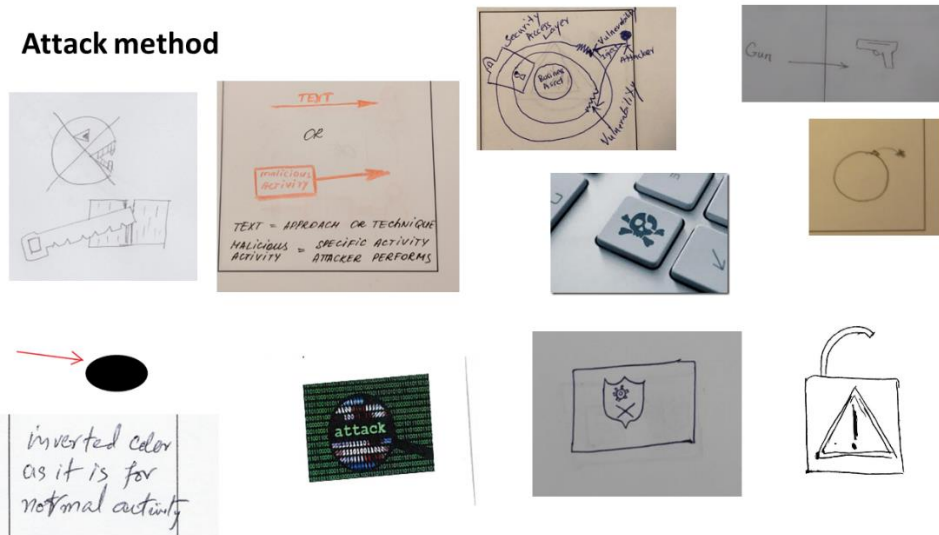 Attack method
TEXT
OR
MALICIOUS
ACTIVITY
TEXT = APPROACH OR TECHNIQUE
MALICIOUS = SPECIFIC ACTIVITY
ACTIVITY ATTACKER PERFORMS
Security
Access
Layer
Vulnerability
Attacker
Business
Asset
Vulnerability
Gun
inverted color
as it is for
normal activity
attack